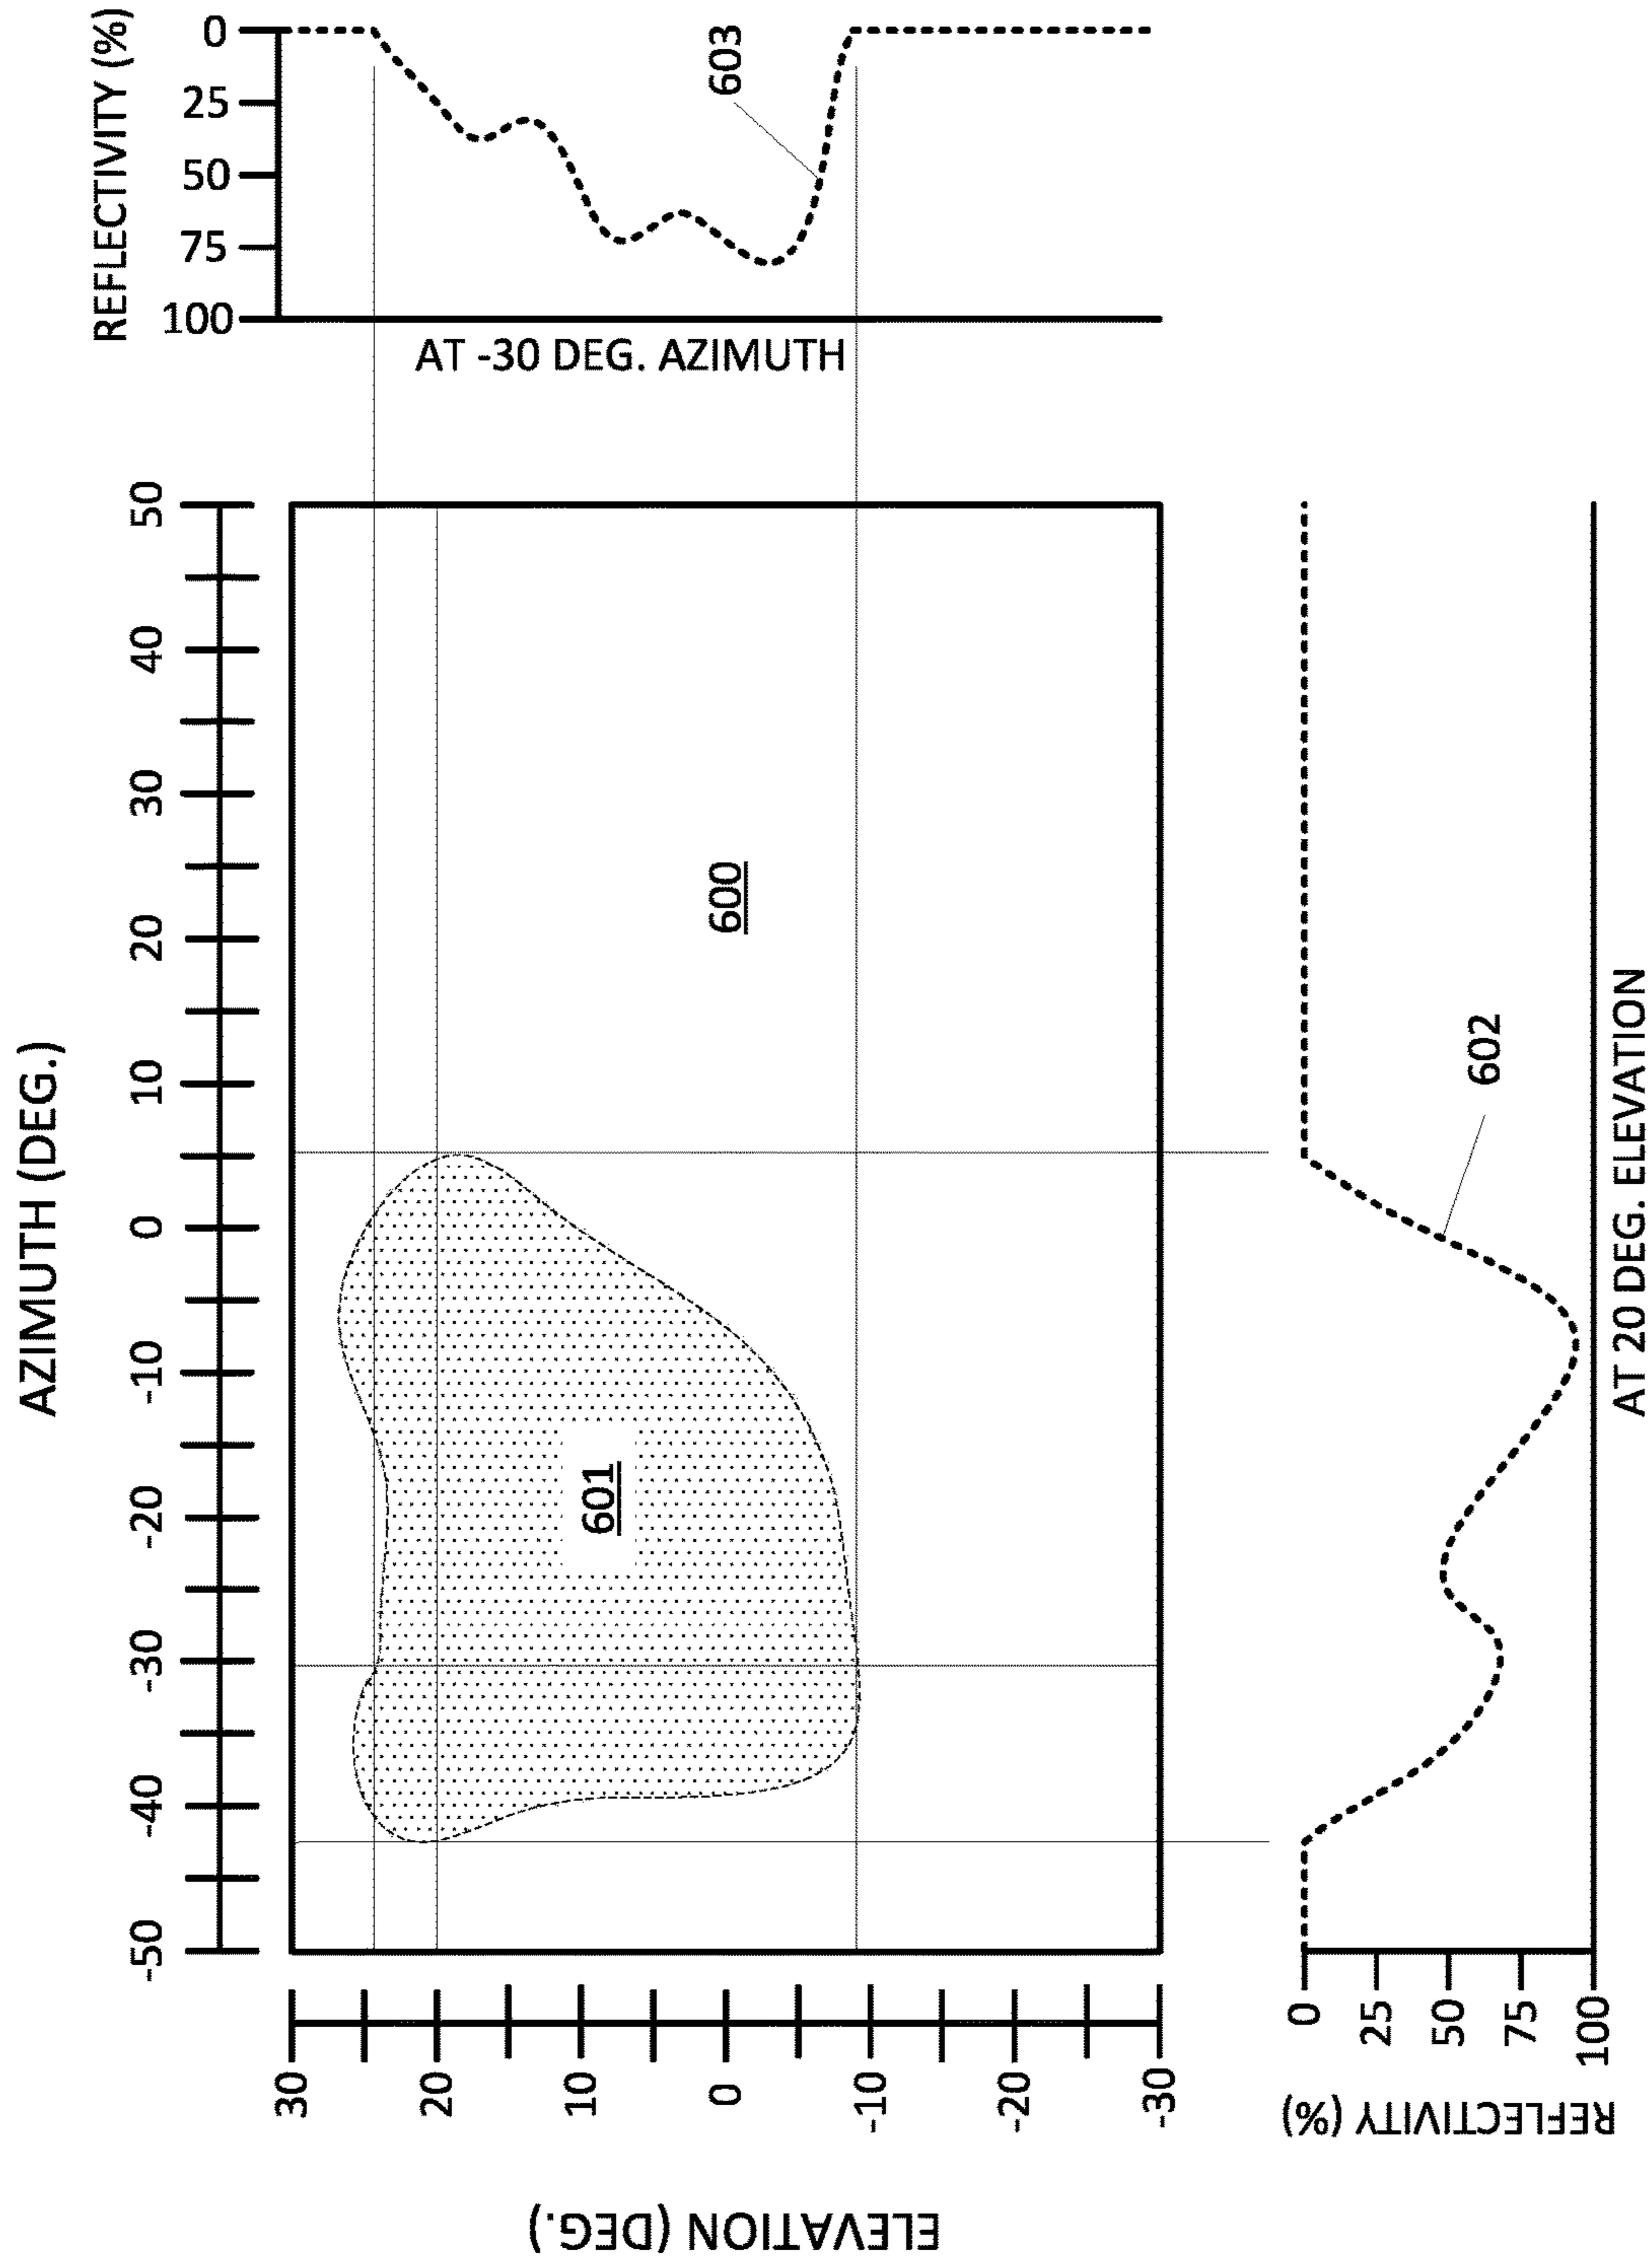 AZIMUTH (DEG.)
-50 -40 -30 -20 -10 0 10 20 30 40 50
REFLECTIVITY (%)
100 75 50 25 0
ELEVATION (DEG.)
30
20
10
0
-10
-20
-30
600
601
603
AT -30 DEG. AZIMUTH
REFLECTIVITY (%)
0
25
50
75
100
602
AT 20 DEG. ELEVATION